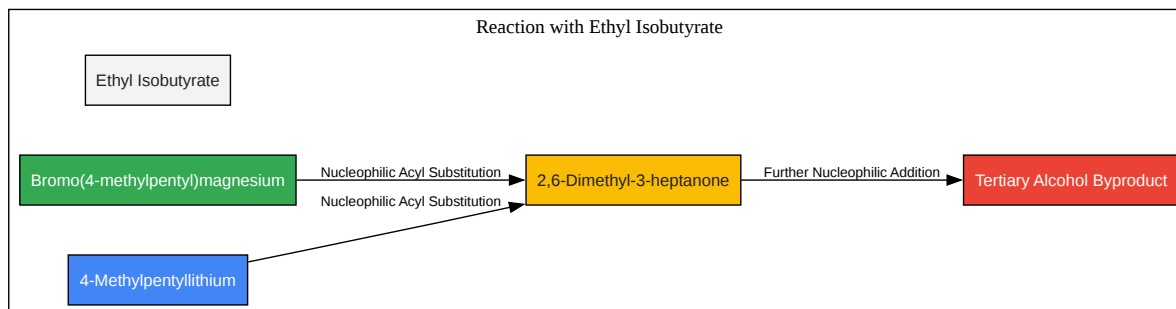 Reaction with Ethyl Isobutyrate
Ethyl Isobutyrate
Bromo(4-methylpentyl)magnesium
Nucleophilic Acyl Substitution
2,6-Dimethyl-3-heptanone
Further Nucleophilic Addition
Tertiary Alcohol Byproduct
Nucleophilic Acyl Substitution
4-Methylpentyllithium